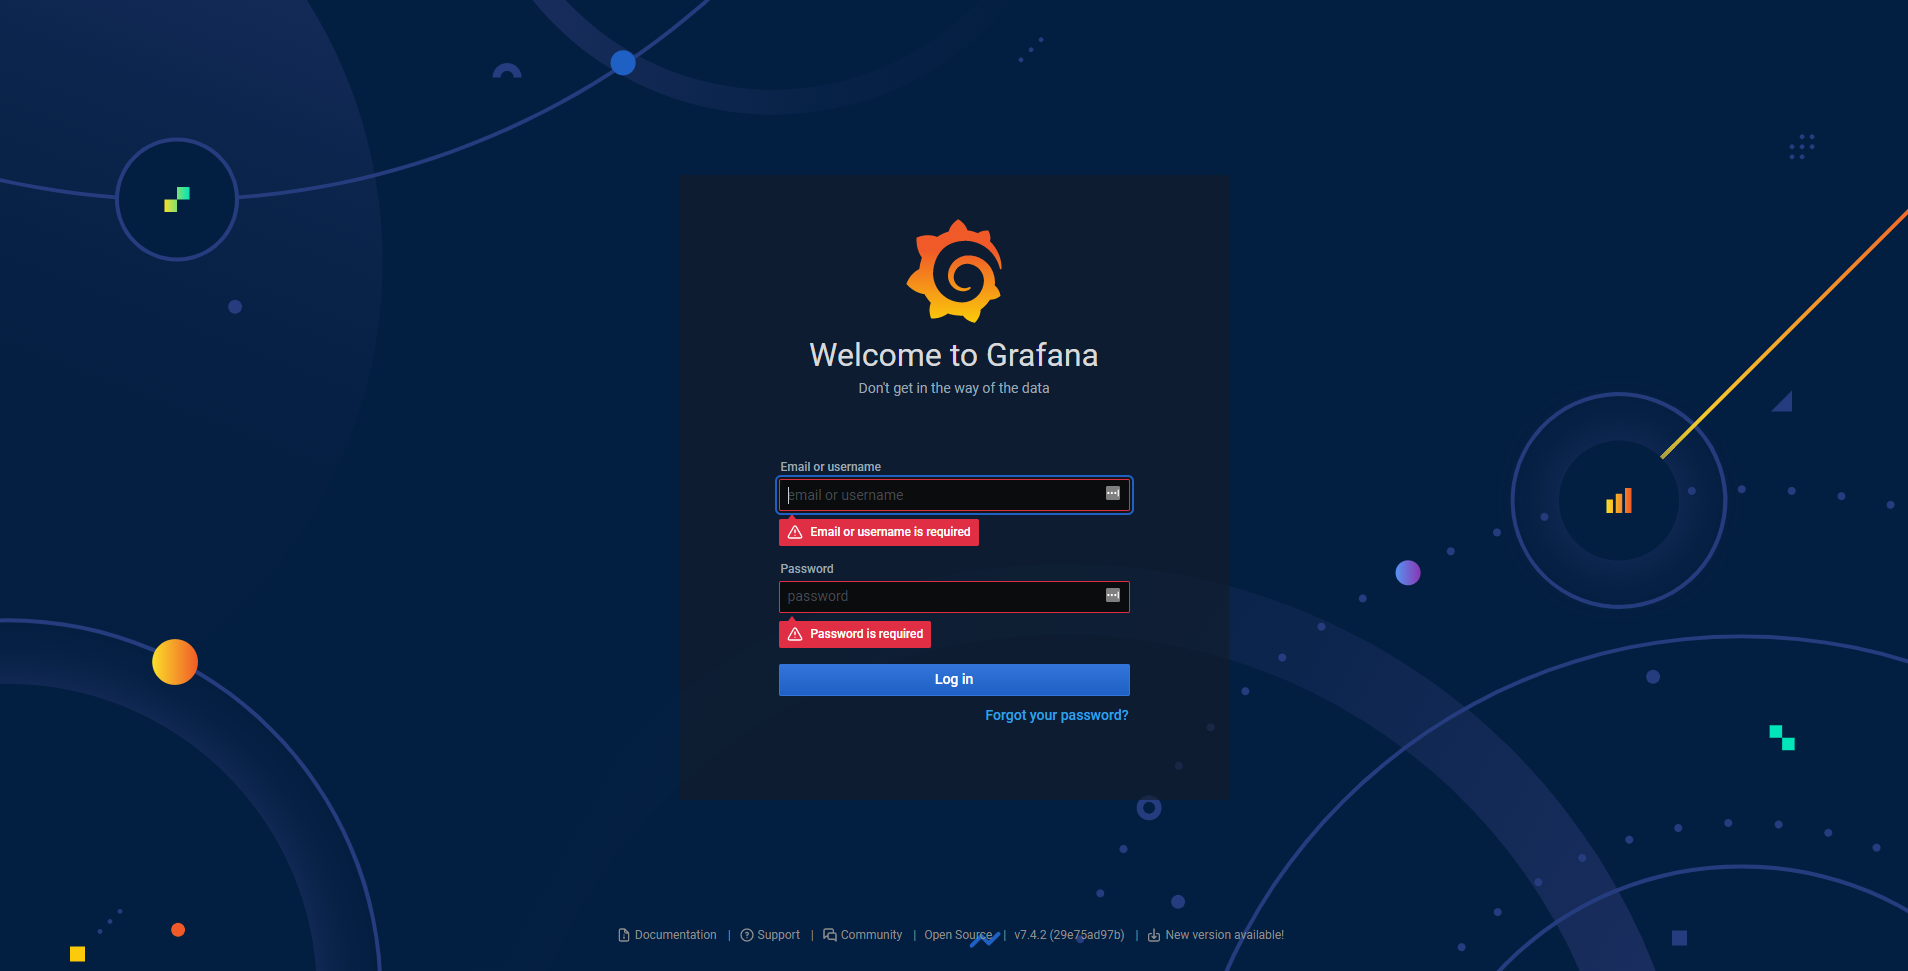 Welcome to Grafana
Don't get in the way of the data
Email or username
email or username
Email or username is required
Password
password
Password is required
Log in
Forgot your password?
Documentation | Support | Community | Open Source | v7.4.2 (29e75ad97b) | New version available!